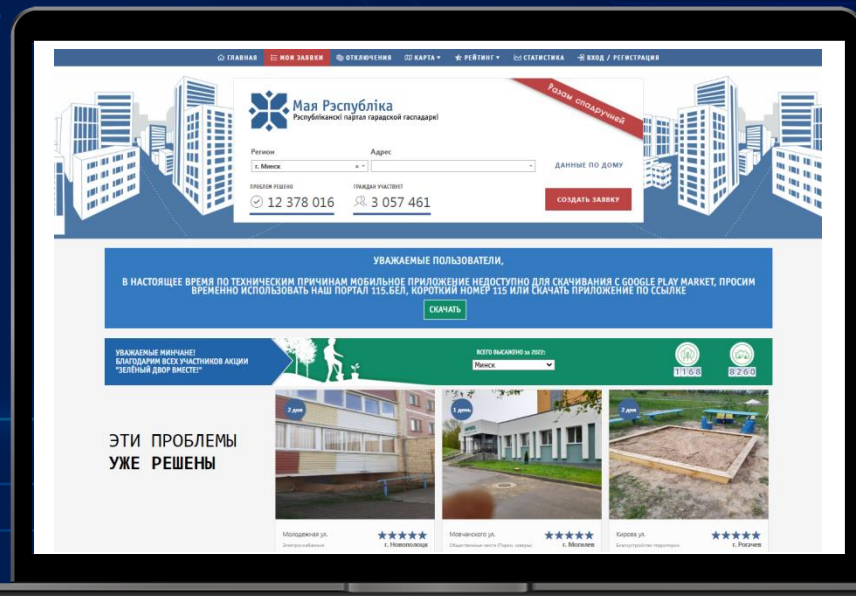 ГЛАВНАЯ МОИ ЗАЯВКИ ОТКЛЮЧЕНИЯ КАРТА РЕЙТИНГ СТАТИСТИКА ВХОД / РЕГИСТРАЦИЯ
Разам спадручней
Мая Рэспубліка
Рэспубліканскі партал гарадской гаспадаркі
Регион Адрес
г. Минск ДАННЫЕ ПО ДОМУ
ПРОБЛЕМ РЕШЕНО ГРАЖДАН УЧАСТВУЕТ
12 378 016 3 057 461 СОЗДАТЬ ЗАЯВКУ
УВАЖАЕМЫЕ ПОЛЬЗОВАТЕЛИ,
В НАСТОЯЩЕЕ ВРЕМЯ ПО ТЕХНИЧЕСКИМ ПРИЧИНАМ МОБИЛЬНОЕ ПРИЛОЖЕНИЕ НЕДОСТУПНО ДЛЯ СКАЧИВАНИЯ С GOOGLE PLAY MARKET, ПРОСИМ
ВРЕМЕННО ИСПОЛЬЗОВАТЬ НАШ ПОРТАЛ 115.БЕЛ, КОРОТКИЙ НОМЕР 115 ИЛИ СКАЧАТЬ ПРИЛОЖЕНИЕ ПО ССЫЛКЕ
СКАЧАТЬ
УВАЖАЕМЫЕ МИНЧАНЕ!
БЛАГОДАРИМ ВСЕХ УЧАСТНИКОВ АКЦИИ
"ЗЕЛЁНЫЙ ДВОР ВМЕСТЕ!"
ВСЕГО ВЫСАЖЕНО за 2022:
Минск
1168 8260
ЭТИ ПРОБЛЕМЫ
УЖЕ РЕШЕНЫ
2 дня 1 день 2 дня
Молодежная ул. Мовчанского ул. Кирова ул.
г. Новополоцк г. Могилев г. Рогачев